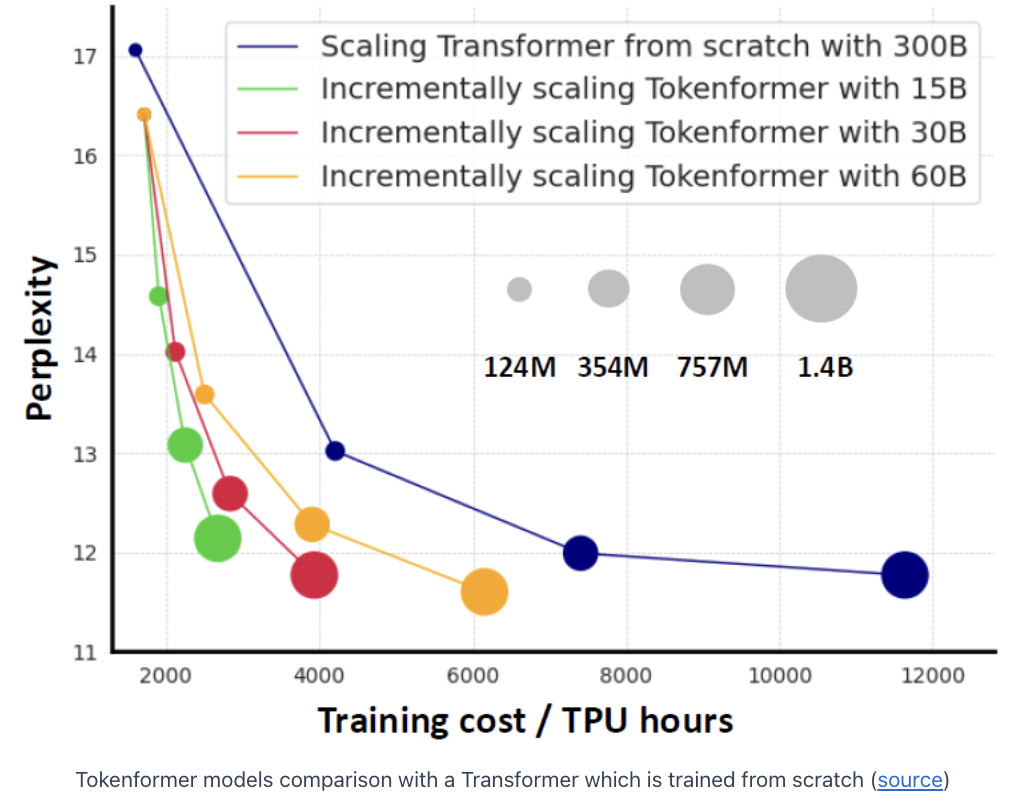 Scaling Transformer from scratch with 300B
Incrementally scaling Tokenformer with 15B
Incrementally scaling Tokenformer with 30B
Incrementally scaling Tokenformer with 60B
17
16
15
14
13
12
11
Perplexity
124M 354M 757M 1.4B
2000 4000 6000 8000 10000 12000
Training cost / TPU hours
Tokenformer models comparison with a Transformer which is trained from scratch (source)